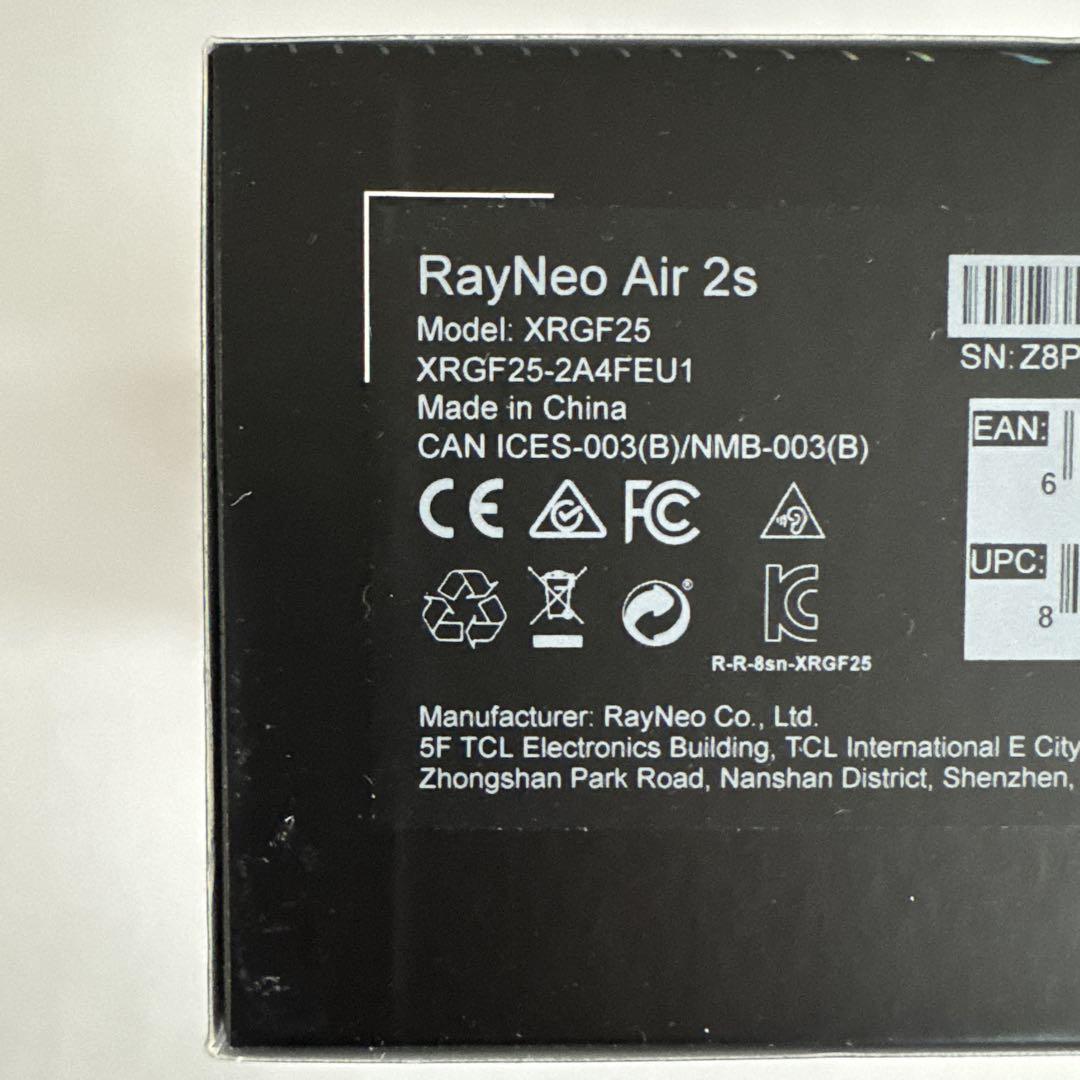 RayNeo Air 2s
Model: XRGF25
XRGF25-2A4FEU1
Made in China
CAN ICES-003(B)/NMB-003(B)
CE FC
R-R-8sn-XRGF25
Manufacturer: RayNeo Co., Ltd.
5F TCL Electronics Building, TCL International E City
Zhongshan Park Road, Nanshan District, Shenzhen,
SN: Z8P
EAN:
6
UPC:
8